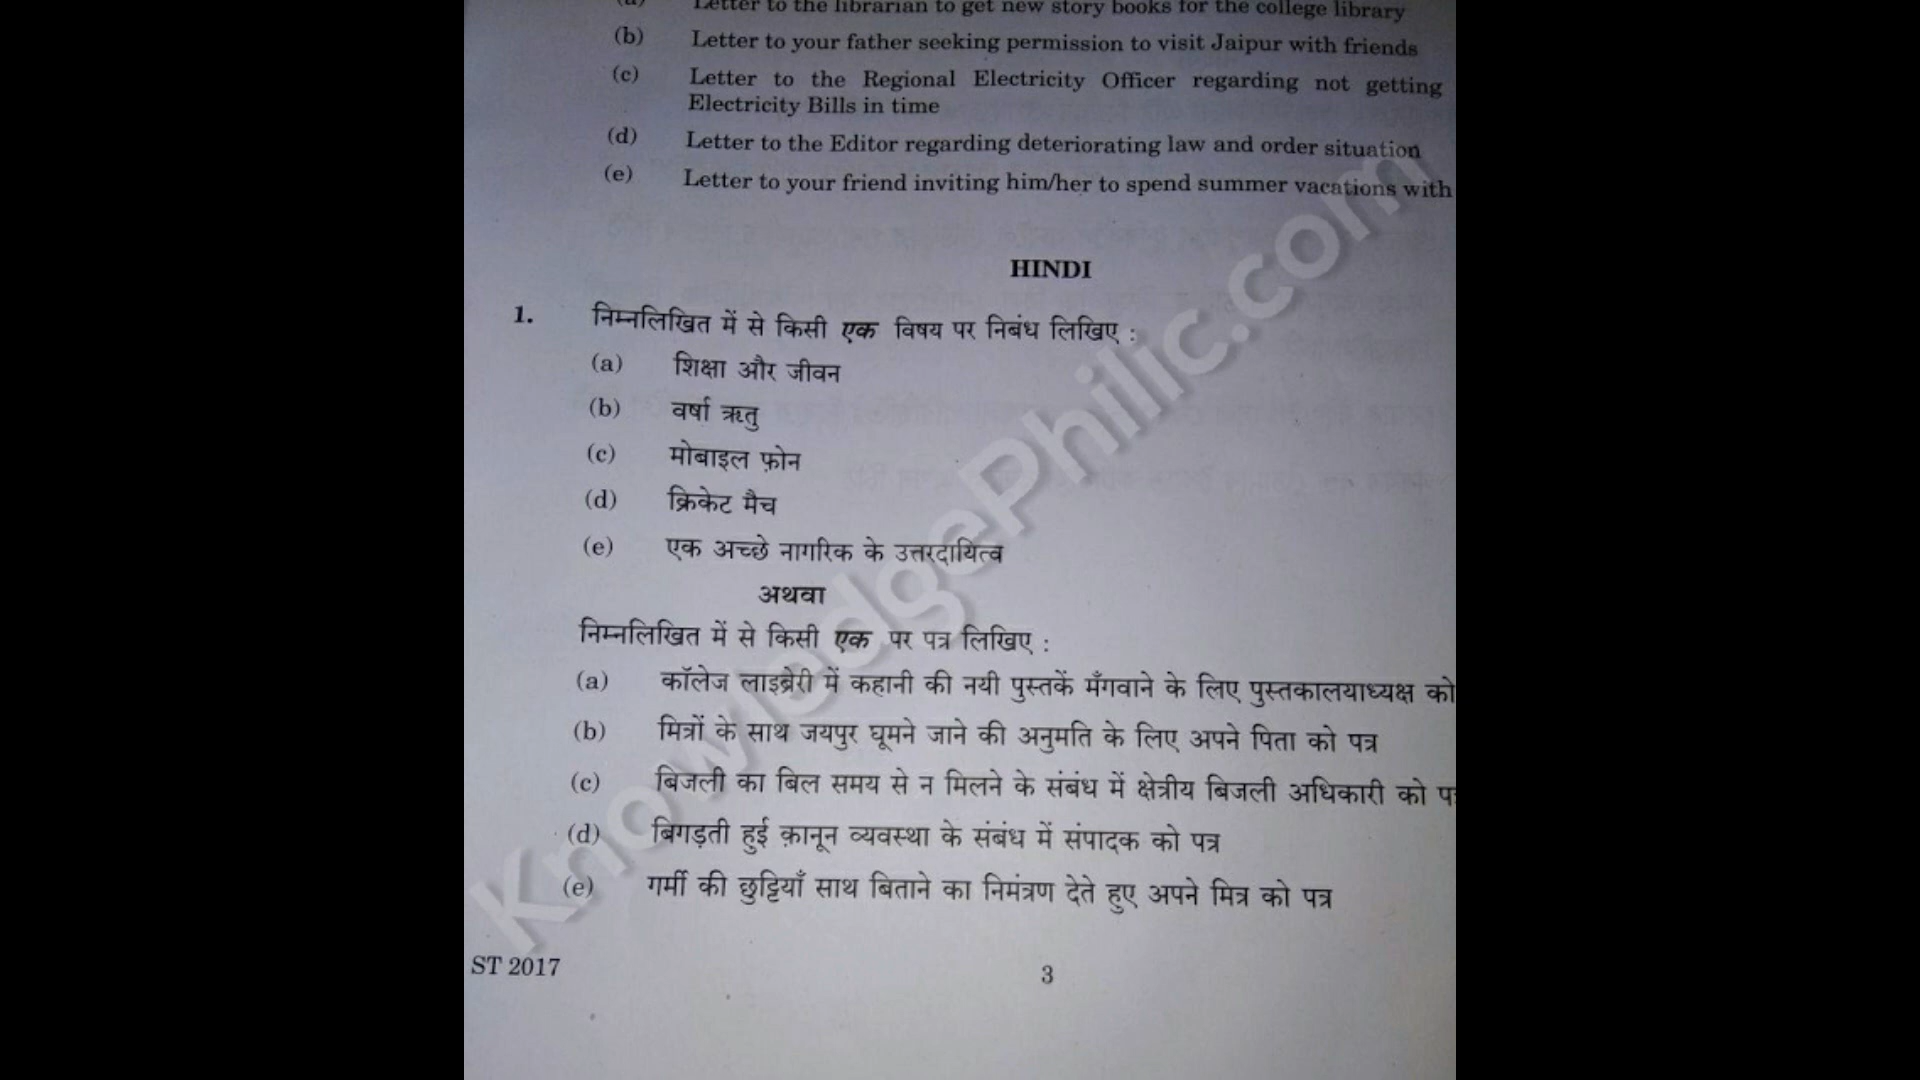 (a) Letter to the librarian to get new story books for the college library
(b) Letter to your father seeking permission to visit Jaipur with friends
(c) Letter to the Regional Electricity Officer regarding not getting
Electricity Bills in time
(d) Letter to the Editor regarding deteriorating law and order situation
(e) Letter to your friend inviting him/her to spend summer vacations with
HINDI
1. निम्नलिखित में से किसी एक विषय पर निबंध लिखिए :
(a) शिक्षा और जीवन
(b) वर्षा ऋतु
(c) मोबाइल फ़ोन
(d) क्रिकेट मैच
(e) एक अच्छे नागरिक के उत्तरदायित्व
अथवा
निम्नलिखित में से किसी एक पर पत्र लिखिए :
(a) कॉलेज लाइब्रेरी में कहानी की नयी पुस्तकें मँगवाने के लिए पुस्तकालयाध्यक्ष को
(b) मित्रों के साथ जयपुर घूमने जाने की अनुमति के लिए अपने पिता को पत्र
(c) बिजली का बिल समय से न मिलने के संबंध में क्षेत्रीय बिजली अधिकारी को
(d) बिगड़ती हुई क़ानून व्यवस्था के संबंध में संपादक को पत्र
(e) गर्मी की छुट्टियाँ साथ बिताने का निमंत्रण देते हुए अपने मित्र को पत्र
ST 2017
3
KnowledgePhilic.com